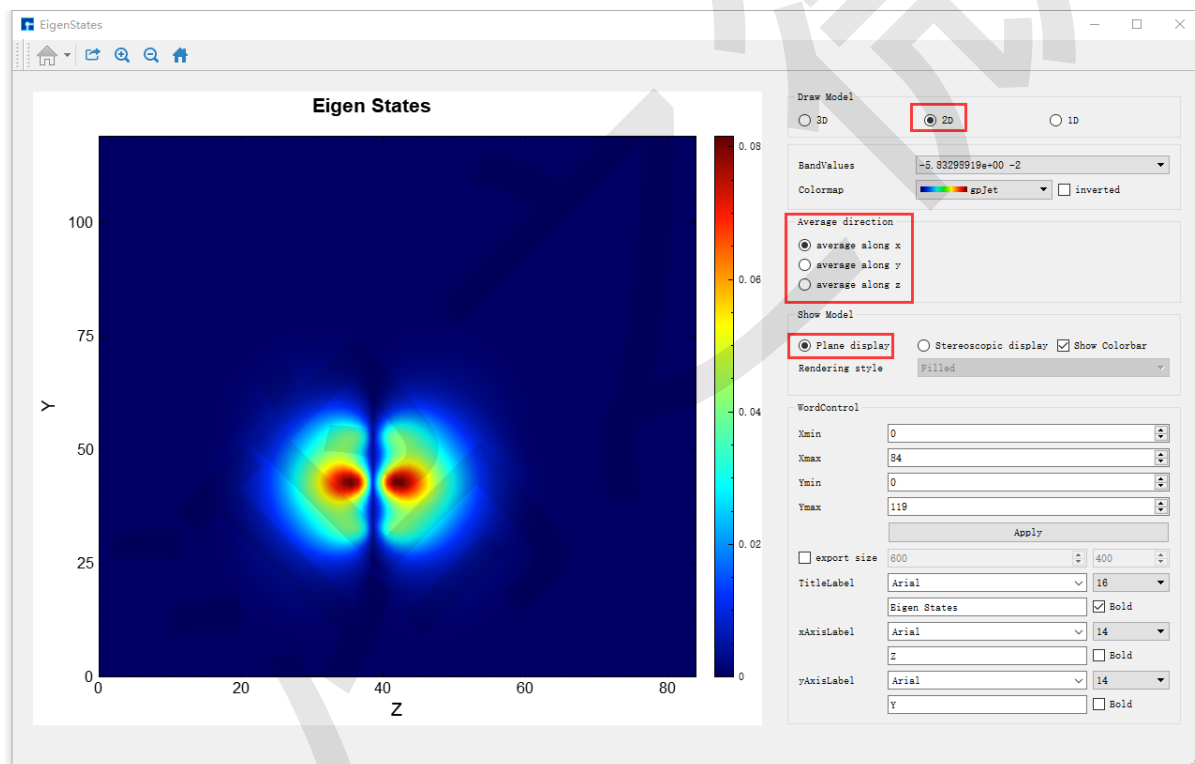 EigenStates
Eigen States
100
75
50
25
0
0
20
40
60
80
Y
Z
0.08
0.06
0.04
0.02
0
Draw Model
3D 2D 1D
BandValues -5.83298919e+00 -2
Colormap gpJet inverted
Average direction
average along x
average along y
average along z
Show Model
Plane display Stereoscopic display Show Colorbar
Rendering style Filled
WordControl
Xmin 0
Xmax 84
Ymin 0
Ymax 119
Apply
export size 600 400
TitleLabel Arial 16
Eigen States Bold
xAxisLabel Arial 14
Z Bold
yAxisLabel Arial 14
Y Bold